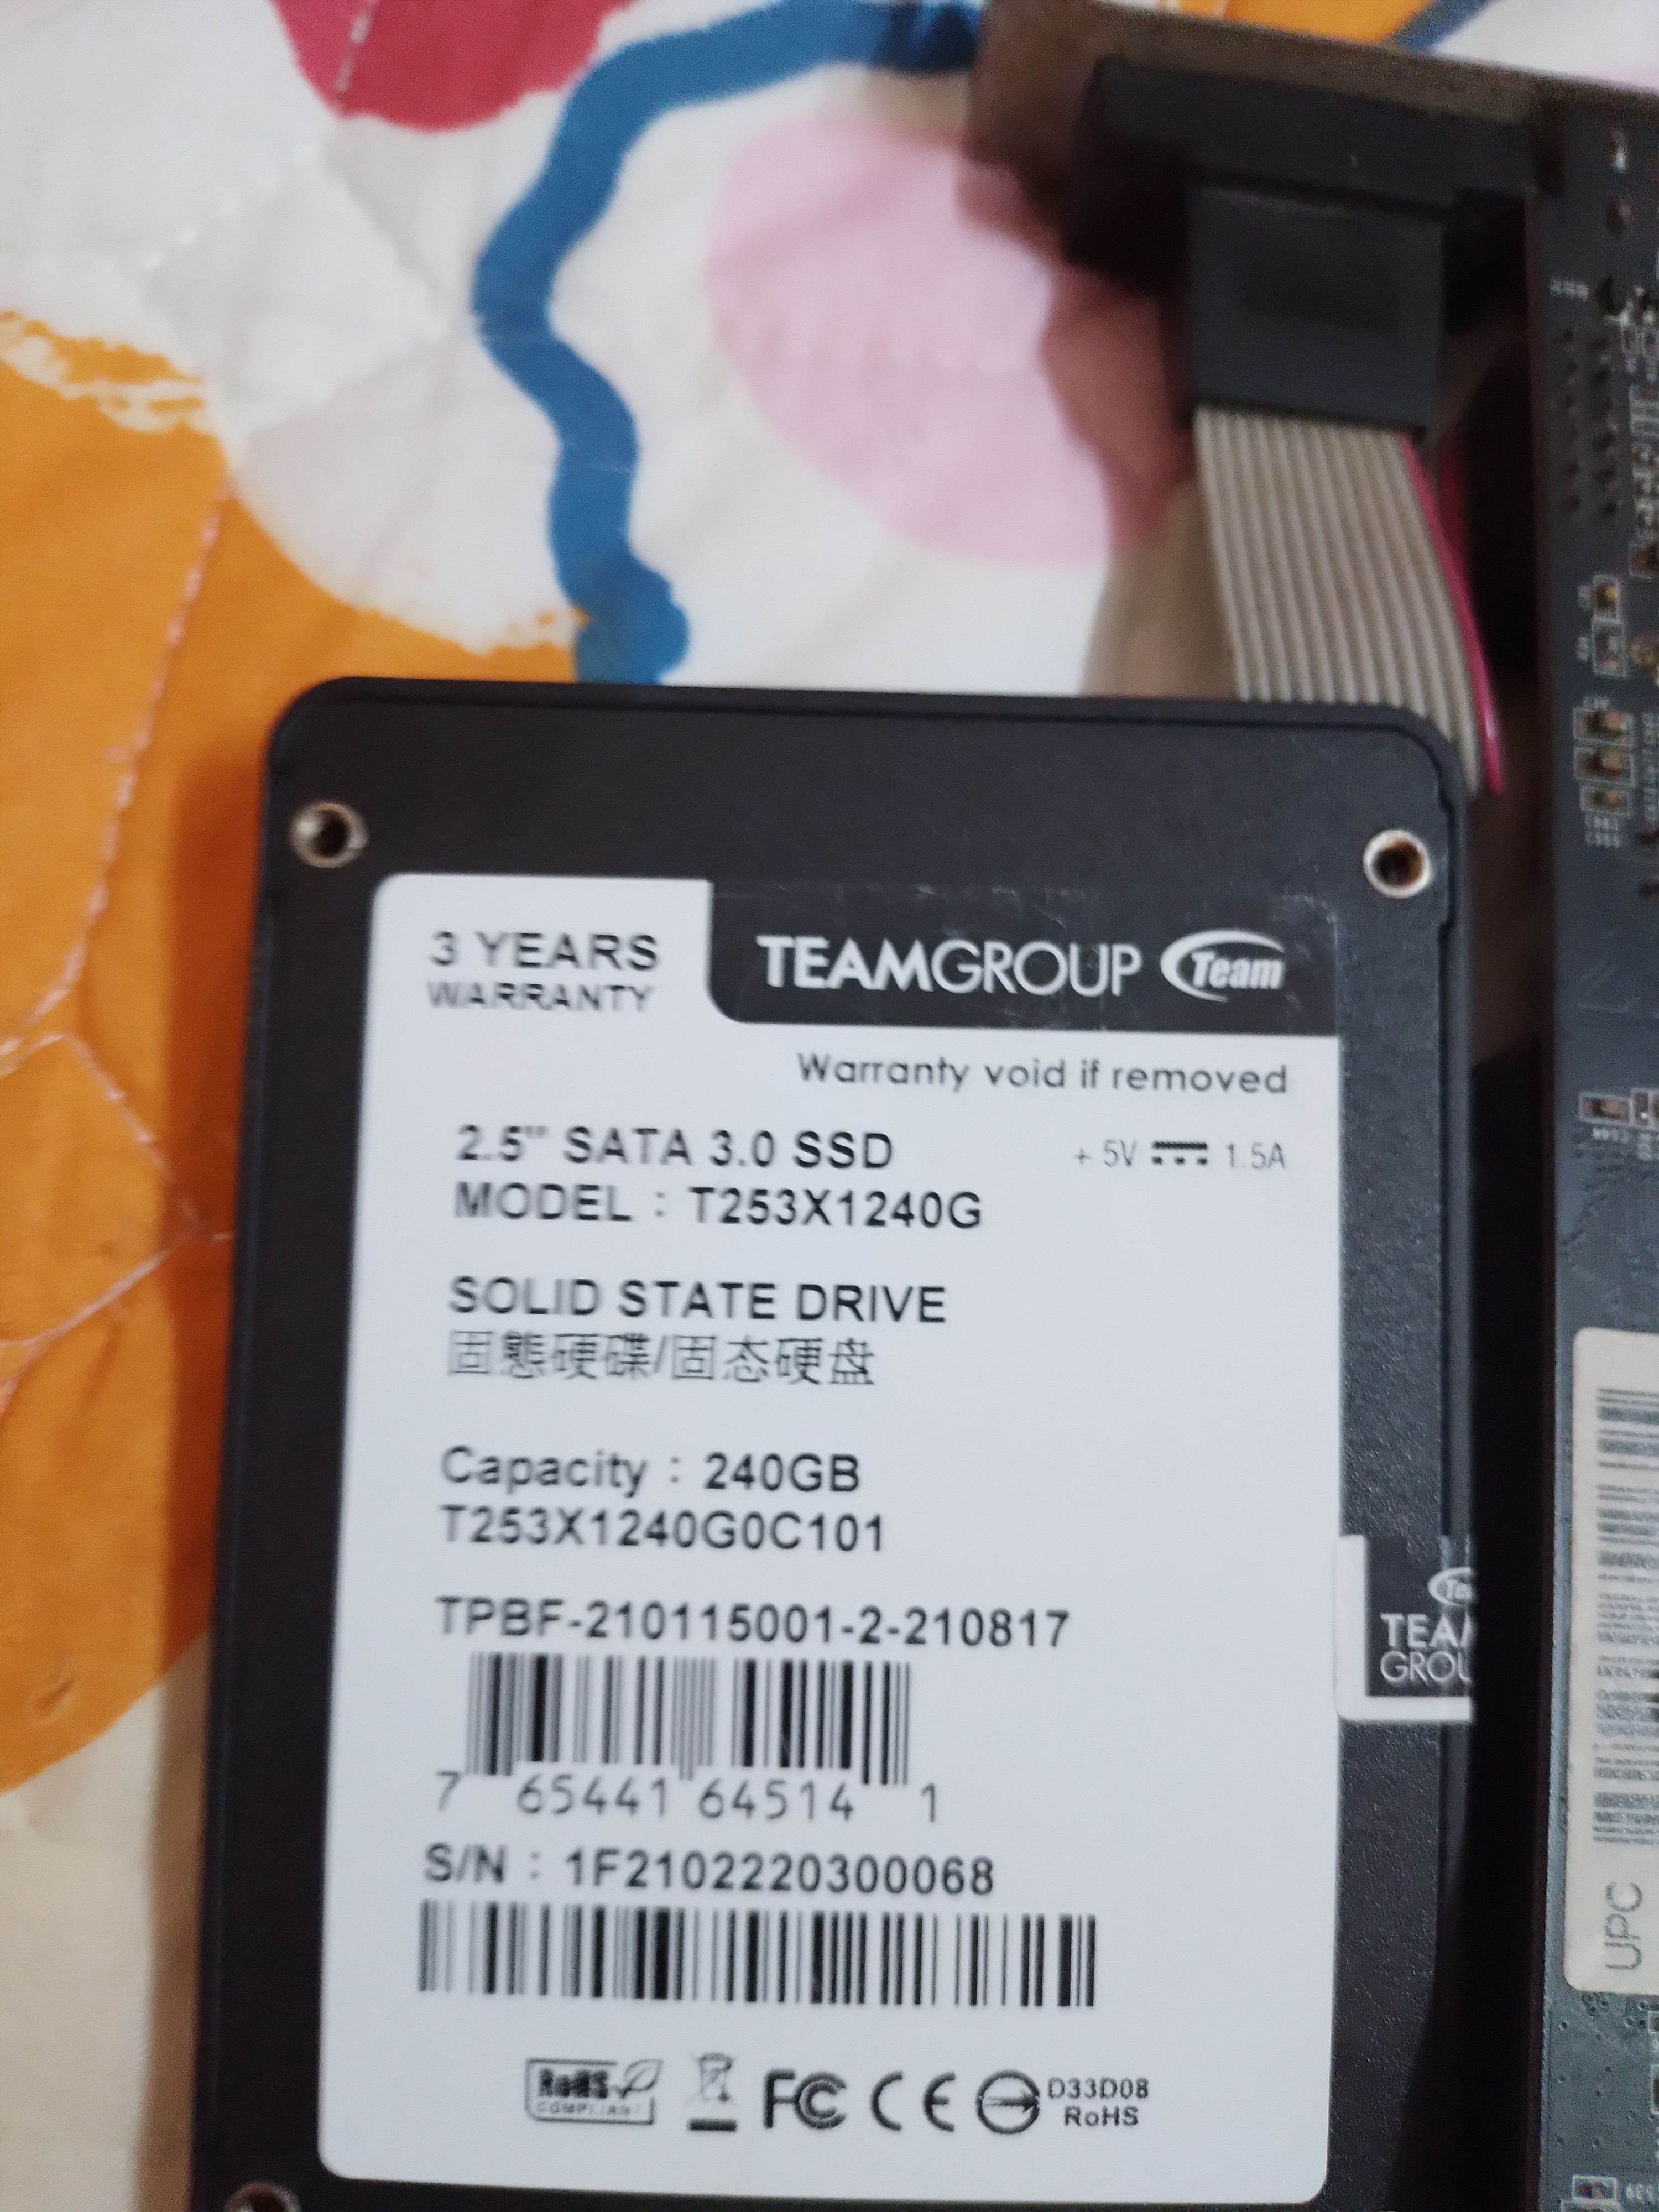 3 YEARS
WARRANTY
TEAMGROUP Team
Warranty void if removed
2.5" SATA 3.0 SSD
+ 5V 1.5A
MODEL : T253X1240G
SOLID STATE DRIVE
固態硬碟/固态硬盘
Capacity : 240GB
T253X1240G0C101
TPBF-210115001-2-210817
7 65441 64514 1
S/N : 1F2102220300068
RoHS
COMPLIANT
FC CE D33D08
RoHS
TEAM
GROU
UPC